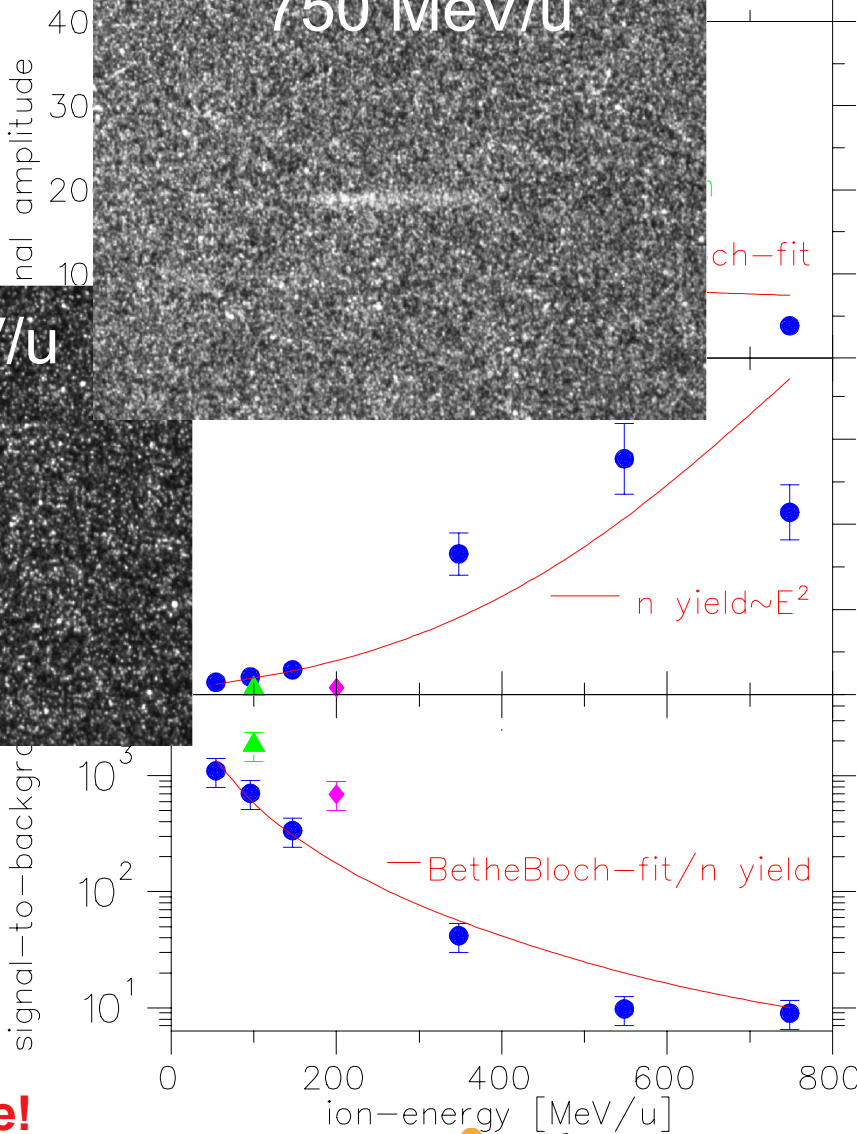 750 MeV/u
40
30
20
10
nal amplitude
ch-fit
/u
n yield~E²
10³
10²
10¹
signal-to-backgr
BetheBloch-fit/n yield
0 200 400 600 800
ion-energy [MeV/u]
e!